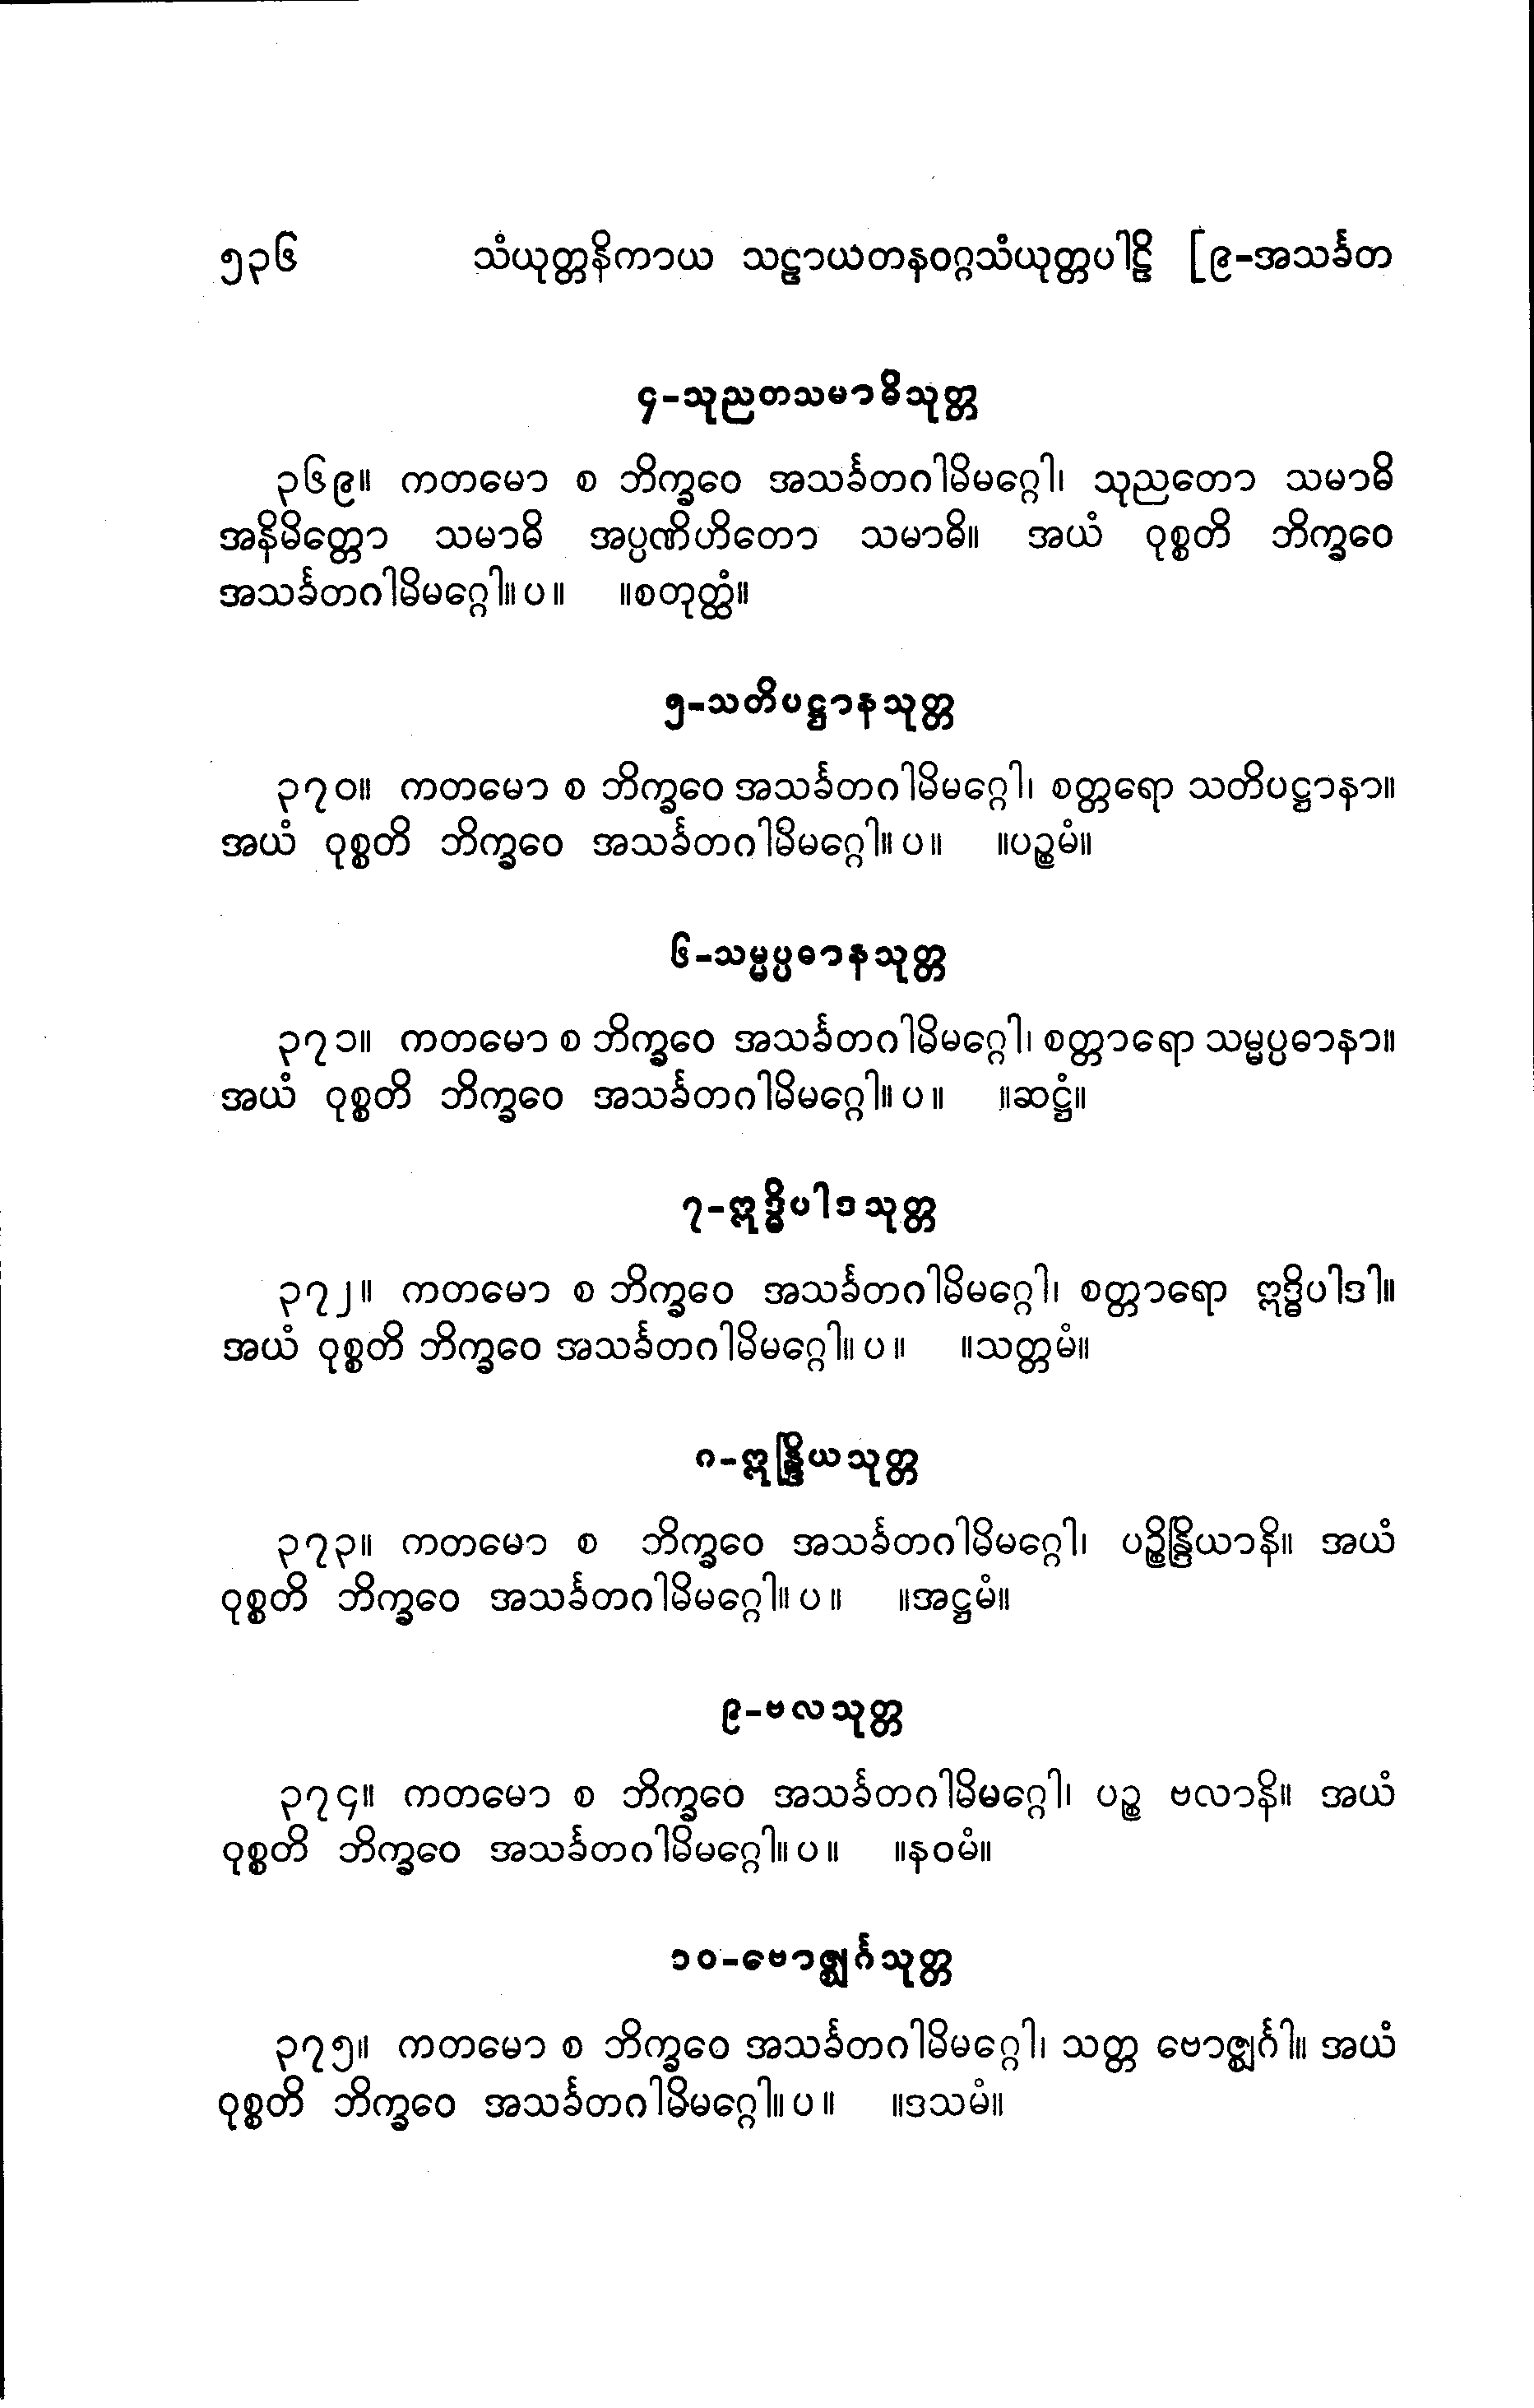 ၅၃၆ သံယုတ္တနိကာယ သဠာယတနဝဂ္ဂသံယုတ္တပါဠိ [၉-အသင်္ခတ
၄-သုညတသမာဓိသုတ္တ
၃၆၉။ ကတမော စ ဘိက္ခဝေ အသင်္ခတဂါမိမဂ္ဂေါ၊ သုညတော သမာဓိ
အနိမိတ္တော သမာဓိ အပ္ပဏိဟိတော သမာဓိ။ အယံ ဝုစ္စတိ ဘိက္ခဝေ
အသင်္ခတဂါမိမဂ္ဂေါ။ ပ။ ။စတုတ္ထံ။
၅-သတိပဋ္ဌာနသုတ္တ
၃၇၀။ ကတမော စ ဘိက္ခဝေ အသင်္ခတဂါမိမဂ္ဂေါ၊ စတ္တရော သတိပဋ္ဌာနာ။
အယံ ဝုစ္စတိ ဘိက္ခဝေ အသင်္ခတဂါမိမဂ္ဂေါ။ ပ။ ။ပဉ္စမံ။
၆-သမ္မပ္ပဓာနသုတ္တ
၃၇၁။ ကတမော စ ဘိက္ခဝေ အသင်္ခတဂါမိမဂ္ဂေါ၊ စတ္တာရော သမ္မပ္ပဓာနာ။
အယံ ဝုစ္စတိ ဘိက္ခဝေ အသင်္ခတဂါမိမဂ္ဂေါ။ ပ။ ။ဆဋ္ဌံ။
၇-ဣဒ္ဓိပါဒသုတ္တ
၃၇၂။ ကတမော စ ဘိက္ခဝေ အသင်္ခတဂါမိမဂ္ဂေါ၊ စတ္တာရော ဣဒ္ဓိပါဒါ။
အယံ ဝုစ္စတိ ဘိက္ခဝေ အသင်္ခတဂါမိမဂ္ဂေါ။ ပ။ ။သတ္တမံ။
၈-ဣန္ဒြိယသုတ္တ
၃၇၃။ ကတမော စ ဘိက္ခဝေ အသင်္ခတဂါမိမဂ္ဂေါ၊ ပဉ္စိန္ဒြိယာနိ။ အယံ
ဝုစ္စတိ ဘိက္ခဝေ အသင်္ခတဂါမိမဂ္ဂေါ။ ပ။ ။အဋ္ဌမံ။
၉-ဗလသုတ္တ
၃၇၄။ ကတမော စ ဘိက္ခဝေ အသင်္ခတဂါမိမဂ္ဂေါ၊ ပဉ္စ ဗလာနိ။ အယံ
ဝုစ္စတိ ဘိက္ခဝေ အသင်္ခတဂါမိမဂ္ဂေါ။ ပ။ ။နဝမံ။
၁၀-ဗောဇ္ဈင်္ဂသုတ္တ
၃၇၅။ ကတမော စ ဘိက္ခဝေ အသင်္ခတဂါမိမဂ္ဂေါ၊ သတ္တ ဗောဇ္ဈင်္ဂါ။ အယံ
ဝုစ္စတိ ဘိက္ခဝေ အသင်္ခတဂါမိမဂ္ဂေါ။ ပ။ ။ဒသမံ။